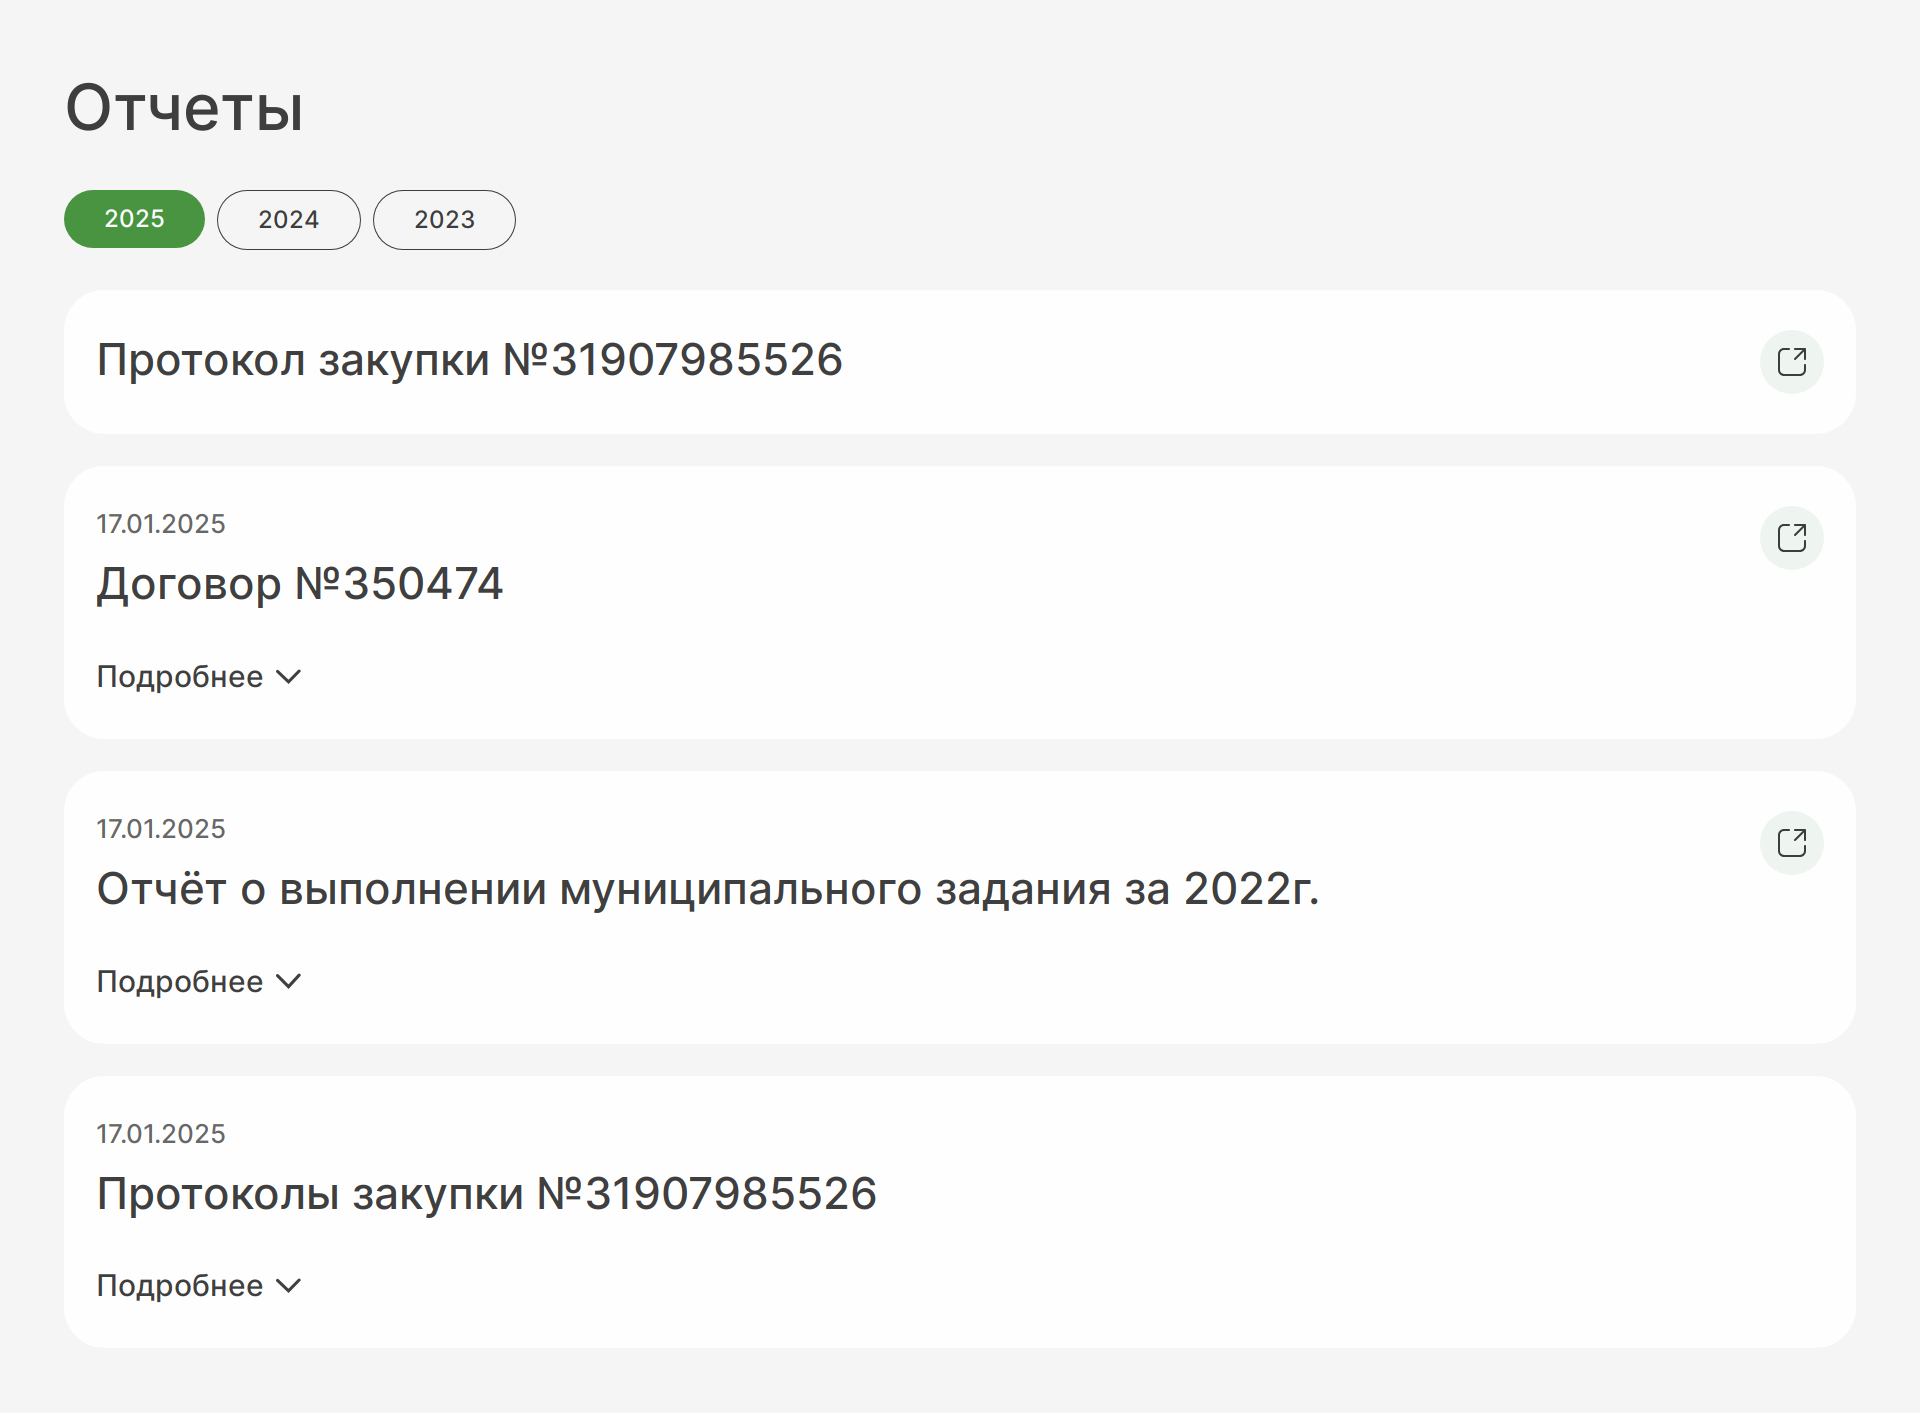 Отчеты
2025 2024 2023
Протокол закупки №31907985526
17.01.2025
Договор №350474
Подробнее
17.01.2025
Отчёт о выполнении муниципального задания за 2022г.
Подробнее
17.01.2025
Протоколы закупки №31907985526
Подробнее